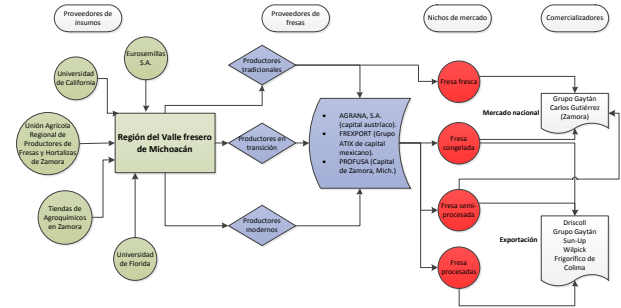 Proveedores de
insumos
Proveedores de
fresas
Nichos de mercado
Comercializadores
Eurosemillas
S.A.
Universidad
de California
Unión Agrícola
Regional de
Productores de
Fresas y Hortalizas
de Zamora
Tiendas de
Agroquímicos
en Zamora
Universidad
de Florida
Región del Valle fresero
de Michoacán
Productores
tradicionales
Productores en
transición
Productores
modernos
• AGRANA, S.A.
(capital austriaco).
• FREXPORT (Grupo
ATIX de capital
mexicano).
• PROFUSA (Capital
de Zamora, Mich.)
Fresa fresca
Fresa
congelada
Fresa semi-
procesada
Fresa
procesadas
Mercado nacional
Grupo Gaytán
Carlos Gutiérrez
(Zamora)
Exportación
Driscoll
Grupo Gaytán
Sun-Up
Wilpick
Frigorífico de
Colima